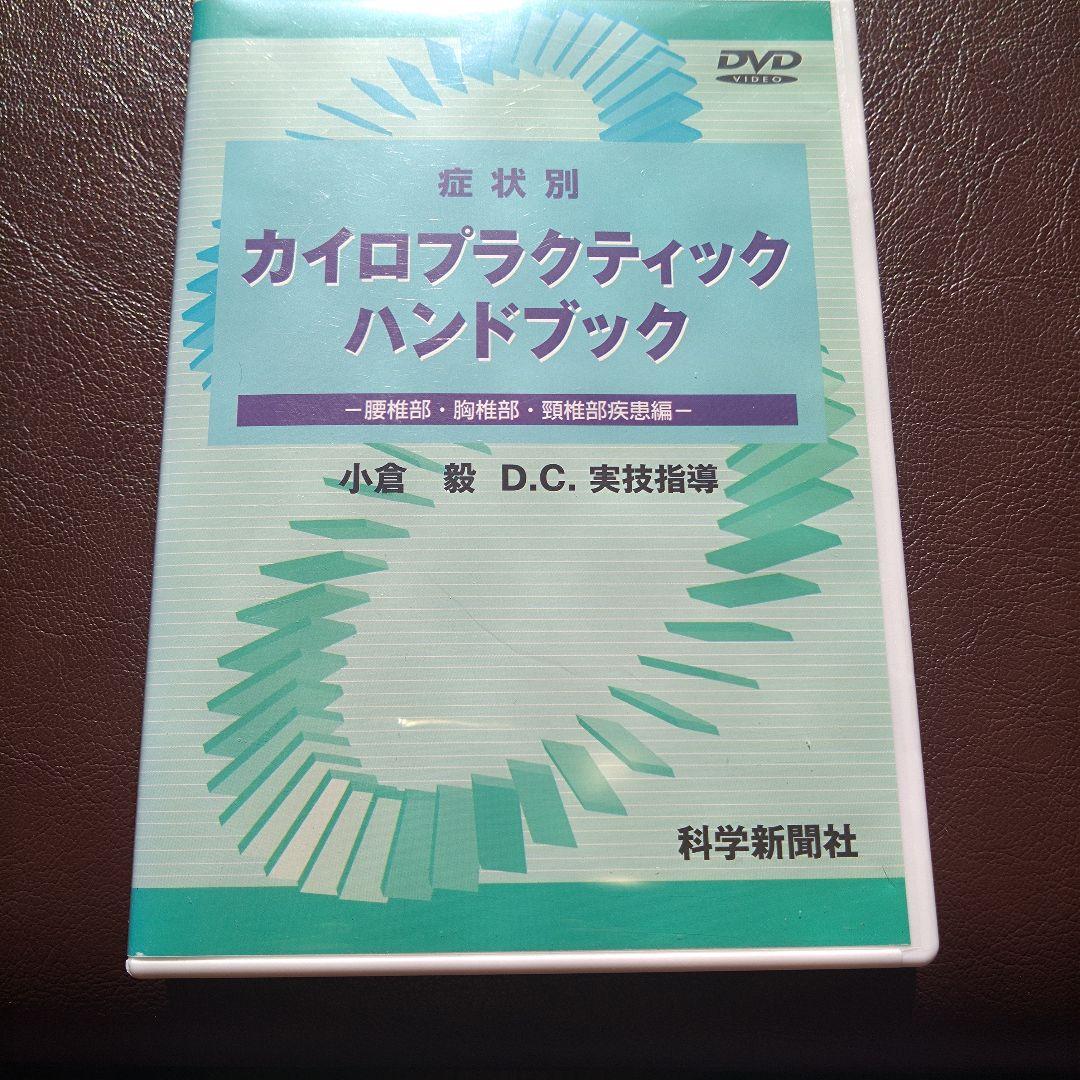 DVD
VIDEO
症状別
カイロプラクティック
ハンドブック
－腰椎部・胸椎部・頸椎部疾患編－
小倉 毅 D.C. 実技指導
科学新聞社